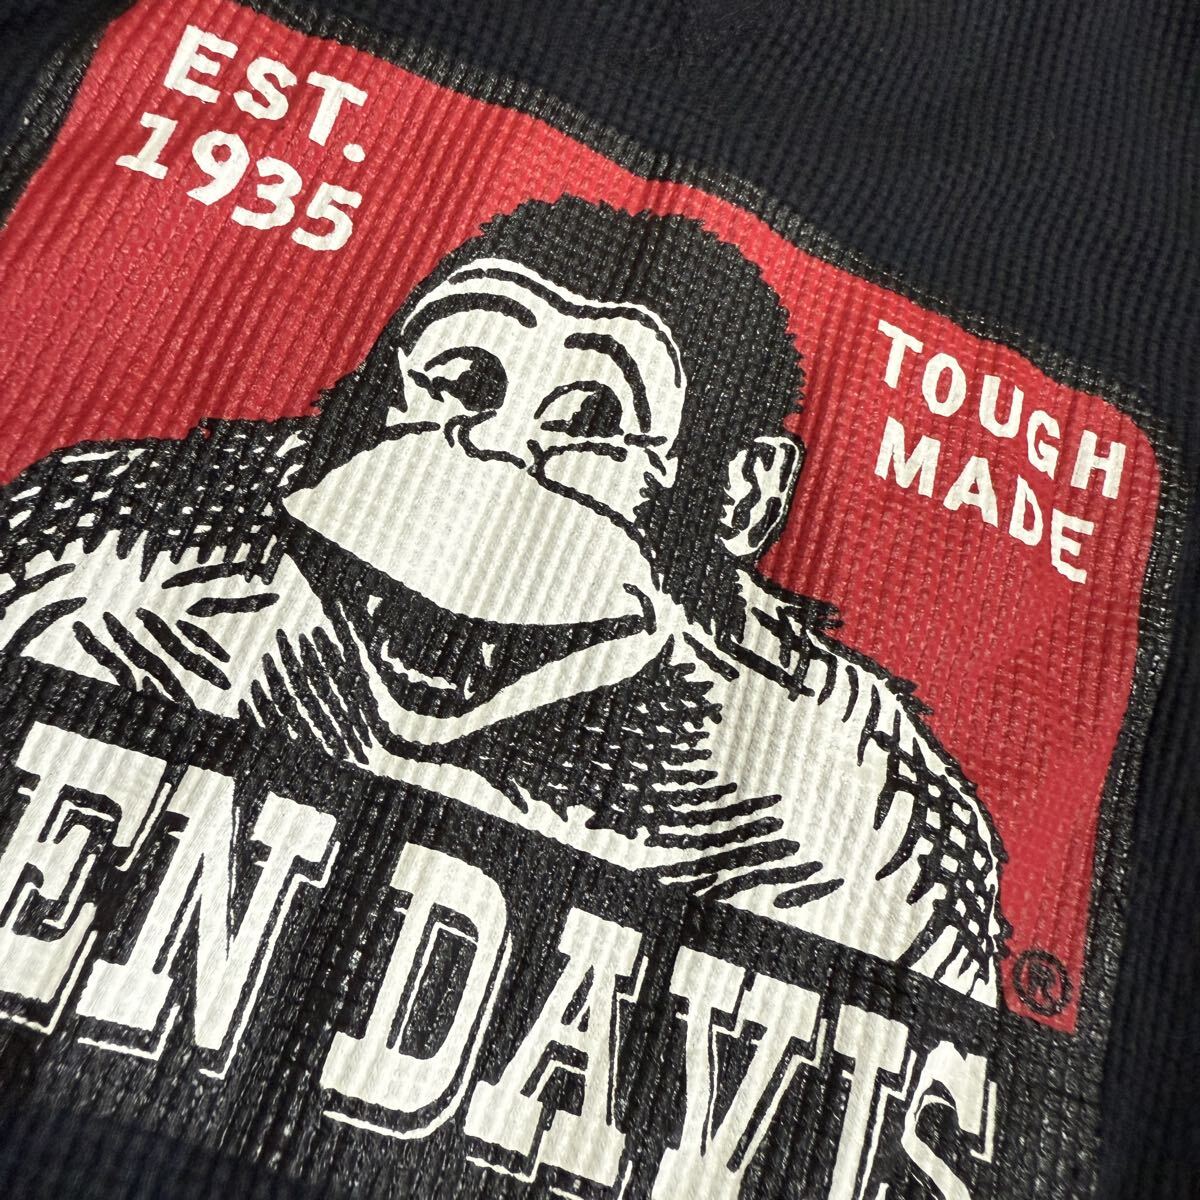 EST.
1935
TOUGH
MADE
®
EN DAVIS